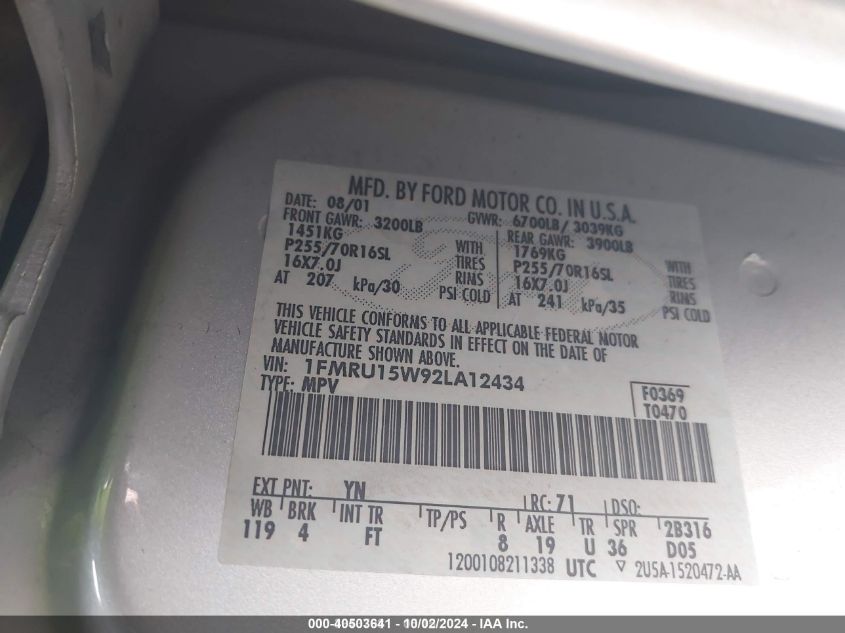 MFD. BY FORD MOTOR CO. IN U.S.A.
DATE: 08/01 GVWR: 6700LB/ 3039KG
FRONT GAWR: 3200LB REAR GAWR: 3900LB
1451KG WITH 1769KG WITH
P255/70R16SL TIRES P255/70R16SL TIRES
16X7.0J RINS 16X7.0J RINS
AT 207 kPa/30 PSI COLD AT 241 kPa/35 PSI COLD
THIS VEHICLE CONFORMS TO ALL APPLICABLE FEDERAL MOTOR
VEHICLE SAFETY STANDARDS IN EFFECT ON THE DATE OF
MANUFACTURE SHOWN ABOVE.
VIN: 1FMRU15W92LA12434
TYPE: MPV
F0369
T0470
EXT PNT: YN RC: 71 DSO:
WB BRK INT TR TP/PS R AXLE TR SPR 2B316
119 4 FT 8 19 U 36 D05
1200108211338 UTC ▽ 2U5A-1520472-AA
000-40503641 - 10/02/2024 - IAA Inc.